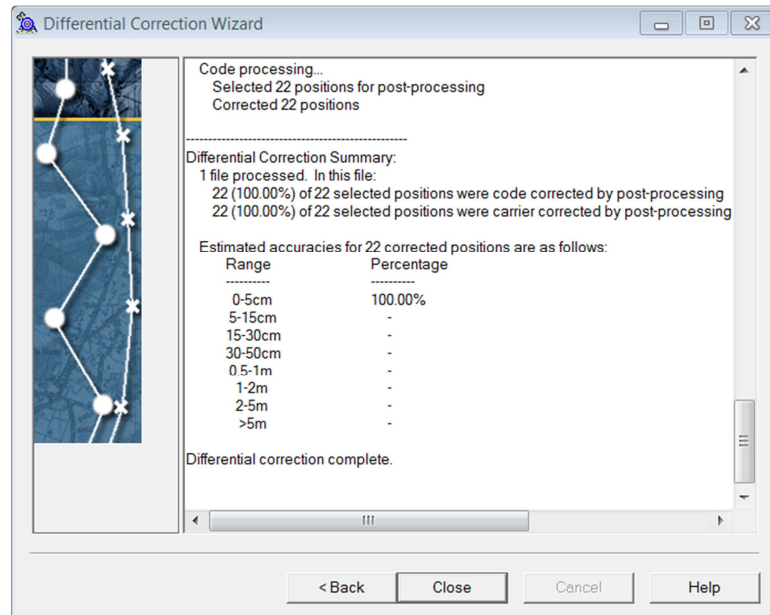 Differential Correction Wizard
Code processing...
Selected 22 positions for post-processing
Corrected 22 positions
--------------------------------------------------
Differential Correction Summary:
1 file processed. In this file:
22 (100.00%) of 22 selected positions were code corrected by post-processing
22 (100.00%) of 22 selected positions were carrier corrected by post-processing
Estimated accuracies for 22 corrected positions are as follows:
Range Percentage
---------- ----------
0-5cm 100.00%
5-15cm -
15-30cm -
30-50cm -
0.5-1m -
1-2m -
2-5m -
>5m -
Differential correction complete.
< Back Close Cancel Help